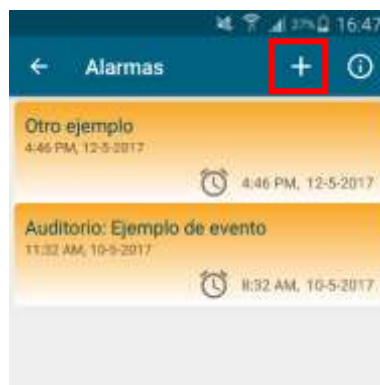 37% 16:47
Alarmas
Otro ejemplo
4:46 PM, 12-5-2017
4:46 PM, 12-5-2017
Auditorio: Ejemplo de evento
11:32 AM, 10-5-2017
8:32 AM, 10-5-2017